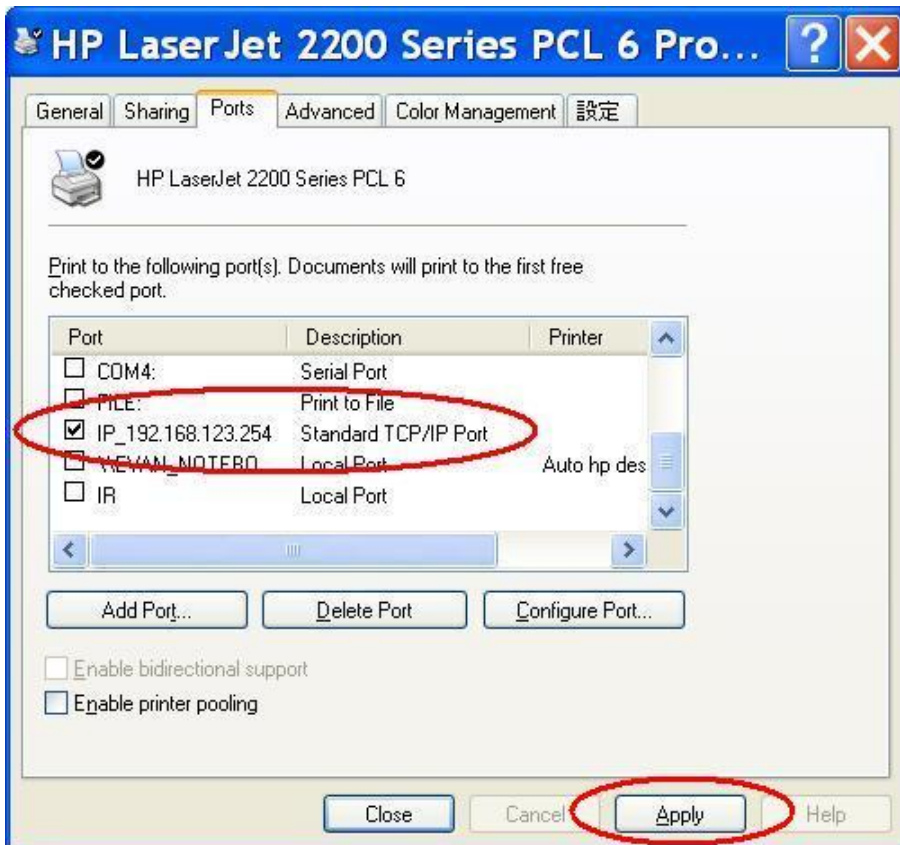 HP LaserJet 2200 Series PCL 6 Pro...
General Sharing Ports Advanced Color Management 設定
HP LaserJet 2200 Series PCL 6
Print to the following port(s). Documents will print to the first free
checked port.
Port Description Printer
COM4: Serial Port
FILE: Print to File
IP_192.168.123.254 Standard TCP/IP Port
\\EVAN_NOTEBO... Local Port Auto hp des
IR Local Port
Add Port... Delete Port Configure Port...
Enable bidirectional support
Enable printer pooling
Close Cancel Apply Help